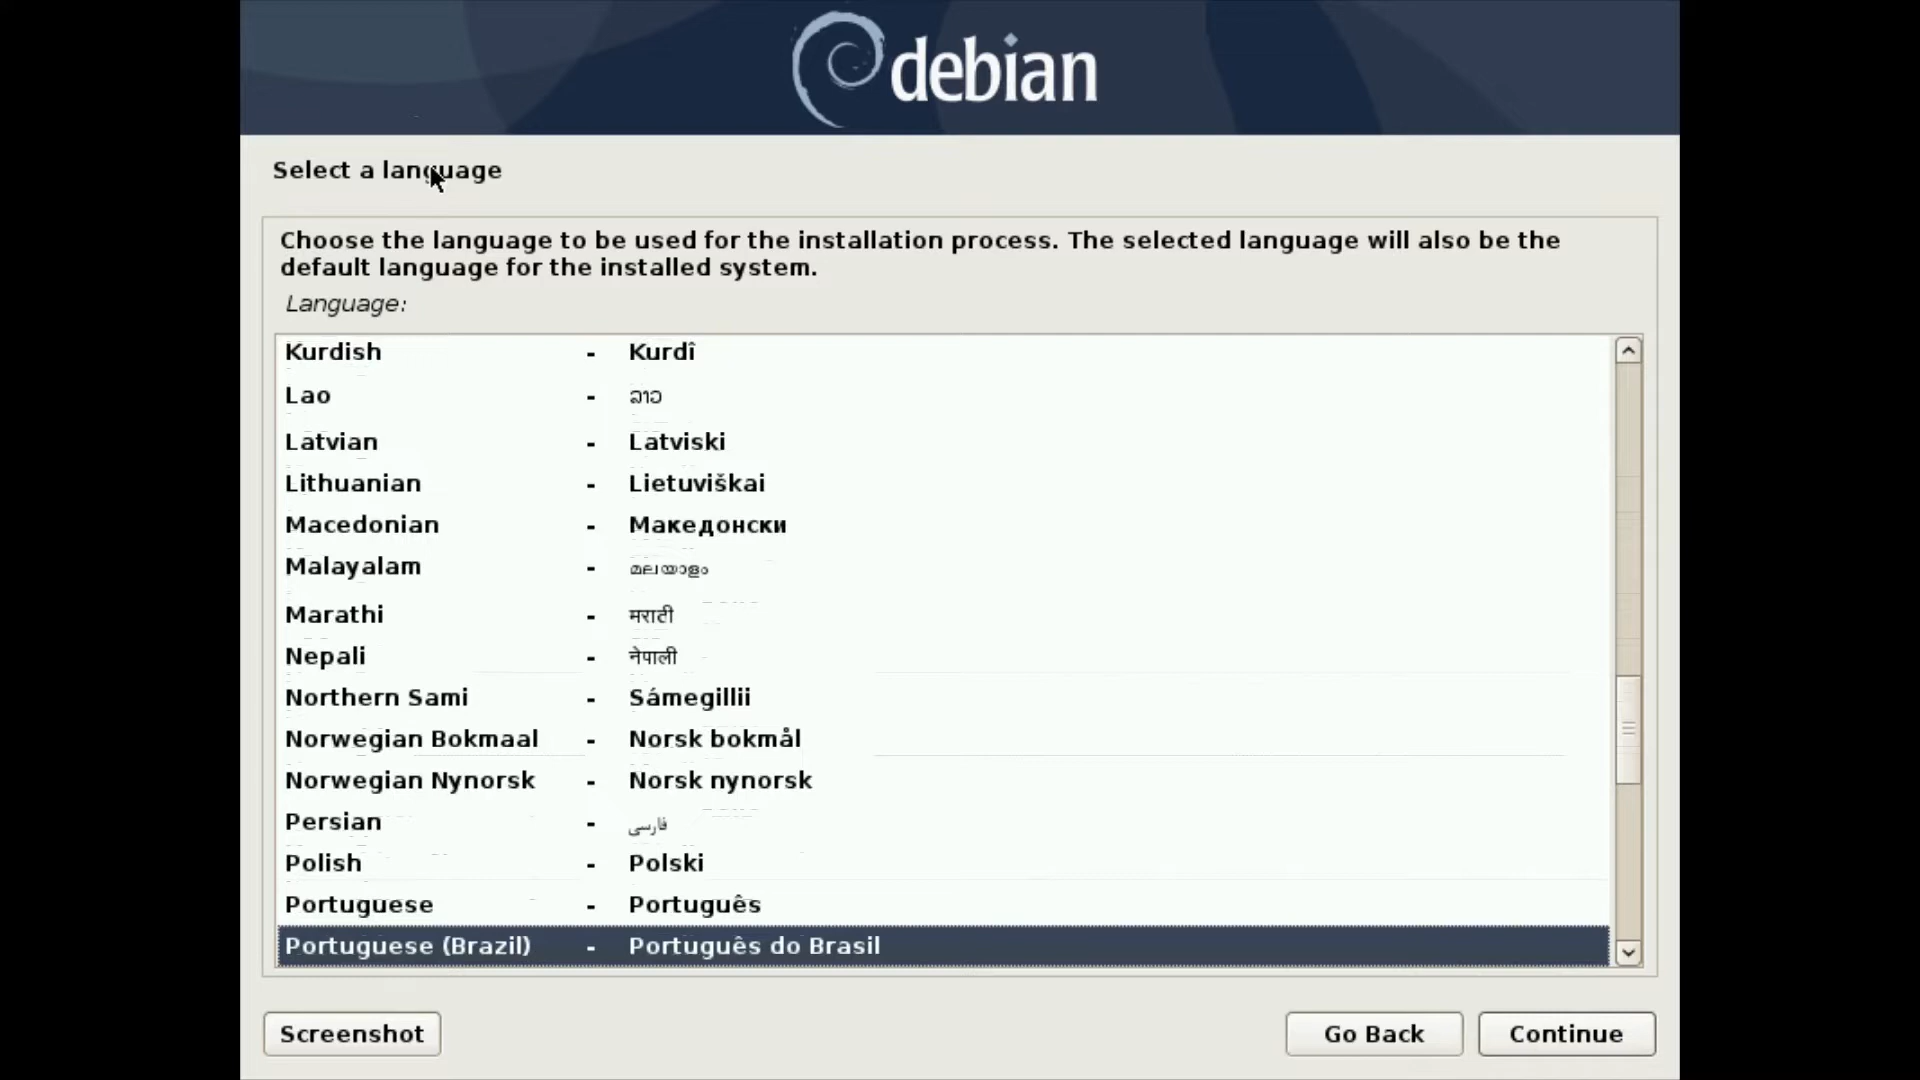 debian
Select a language
Choose the language to be used for the installation process. The selected language will also be the
default language for the installed system.
Language:
Kurdish - Kurdî
Lao - ລາວ
Latvian - Latviski
Lithuanian - Lietuviškai
Macedonian - Македонски
Malayalam - മലയാളം
Marathi - मराठी
Nepali - नेपाली
Northern Sami - Sámegillii
Norwegian Bokmaal - Norsk bokmål
Norwegian Nynorsk - Norsk nynorsk
Persian - فارسی
Polish - Polski
Portuguese - Português
Portuguese (Brazil) - Português do Brasil
Screenshot
Go Back
Continue